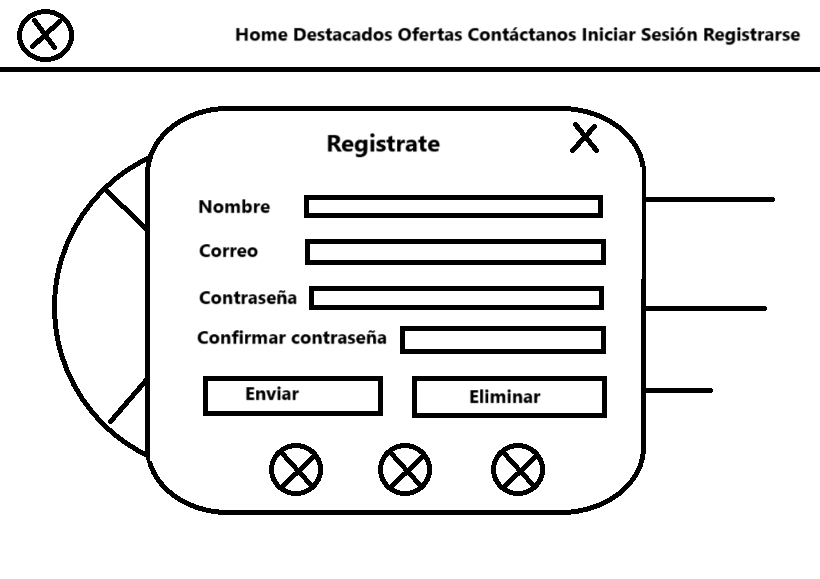 Home Destacados Ofertas Contáctanos Iniciar Sesión Registrarse
Registrate
X
Nombre
Correo
Contraseña
Confirmar contraseña
Enviar Eliminar